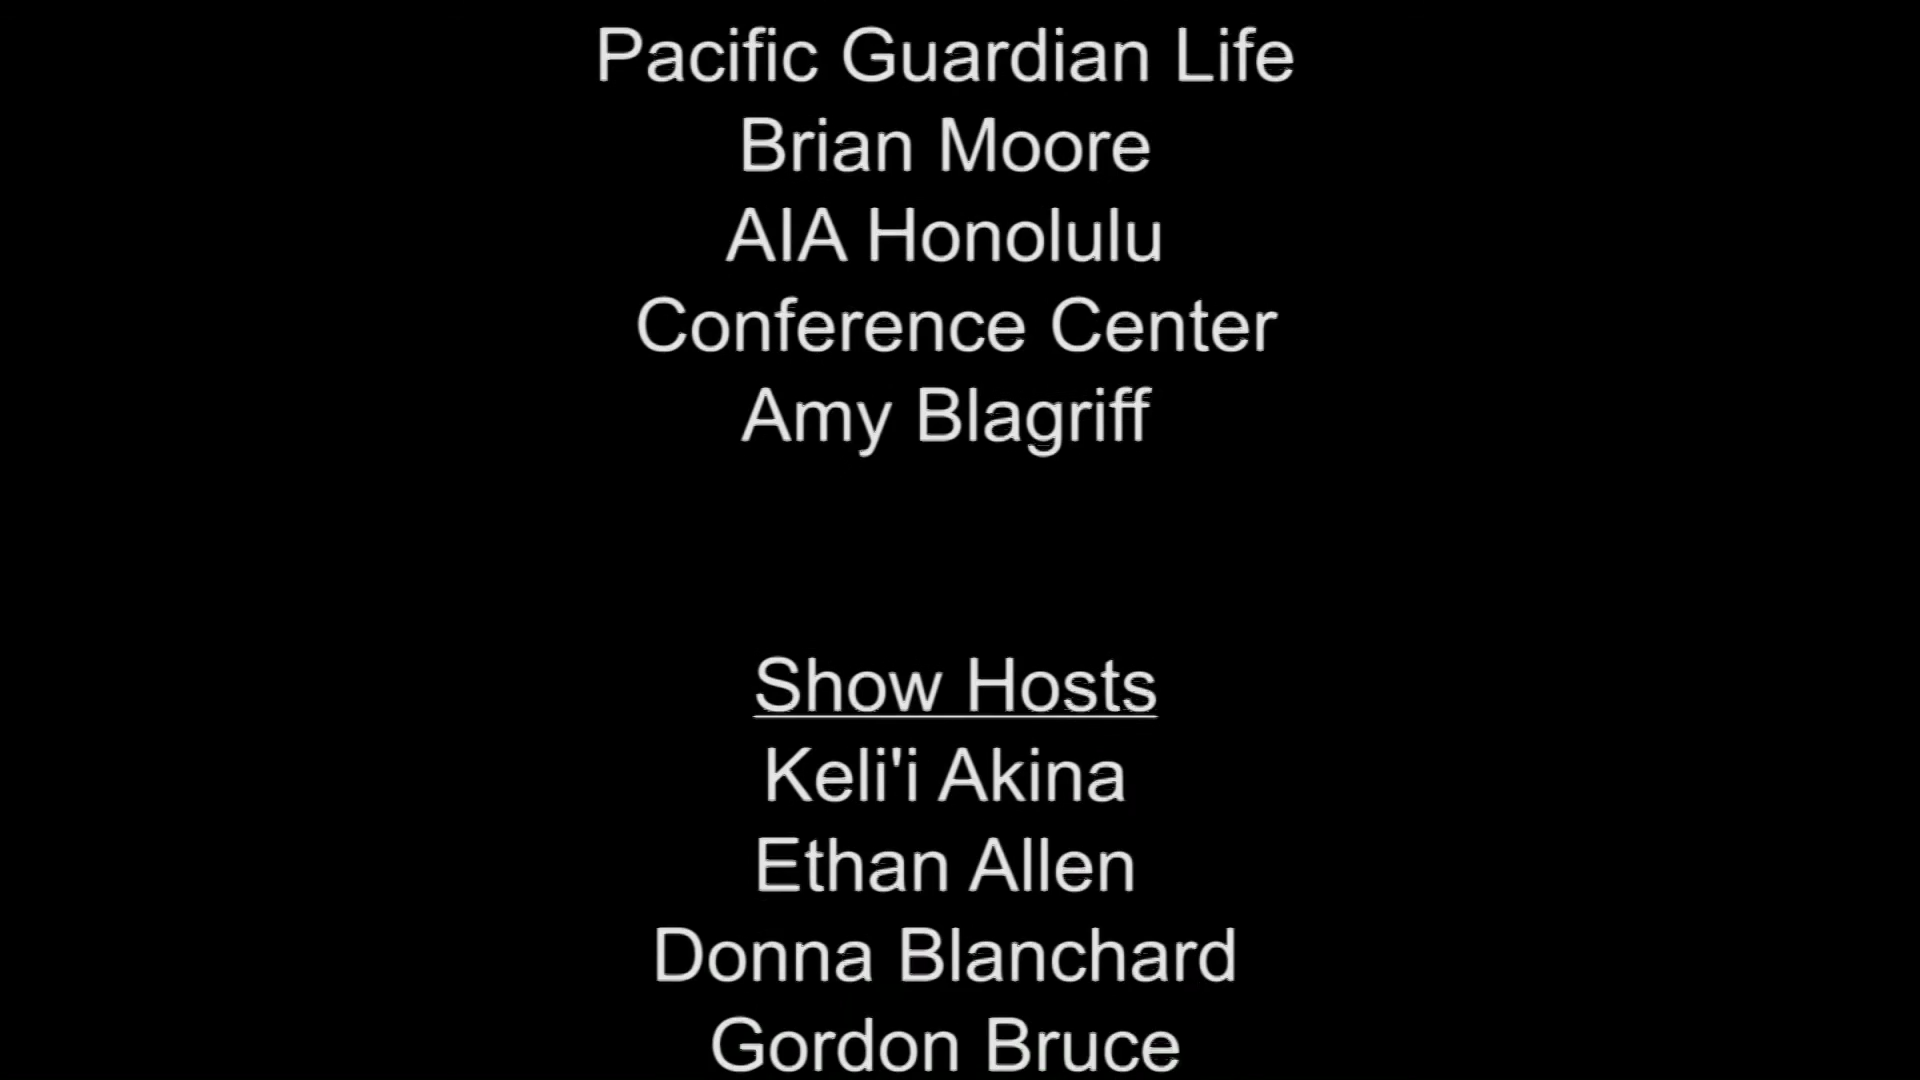 Pacific Guardian Life
Brian Moore
AIA Honolulu
Conference Center
Amy Blagriff
Show Hosts
Keli'i Akina
Ethan Allen
Donna Blanchard
Gordon Bruce